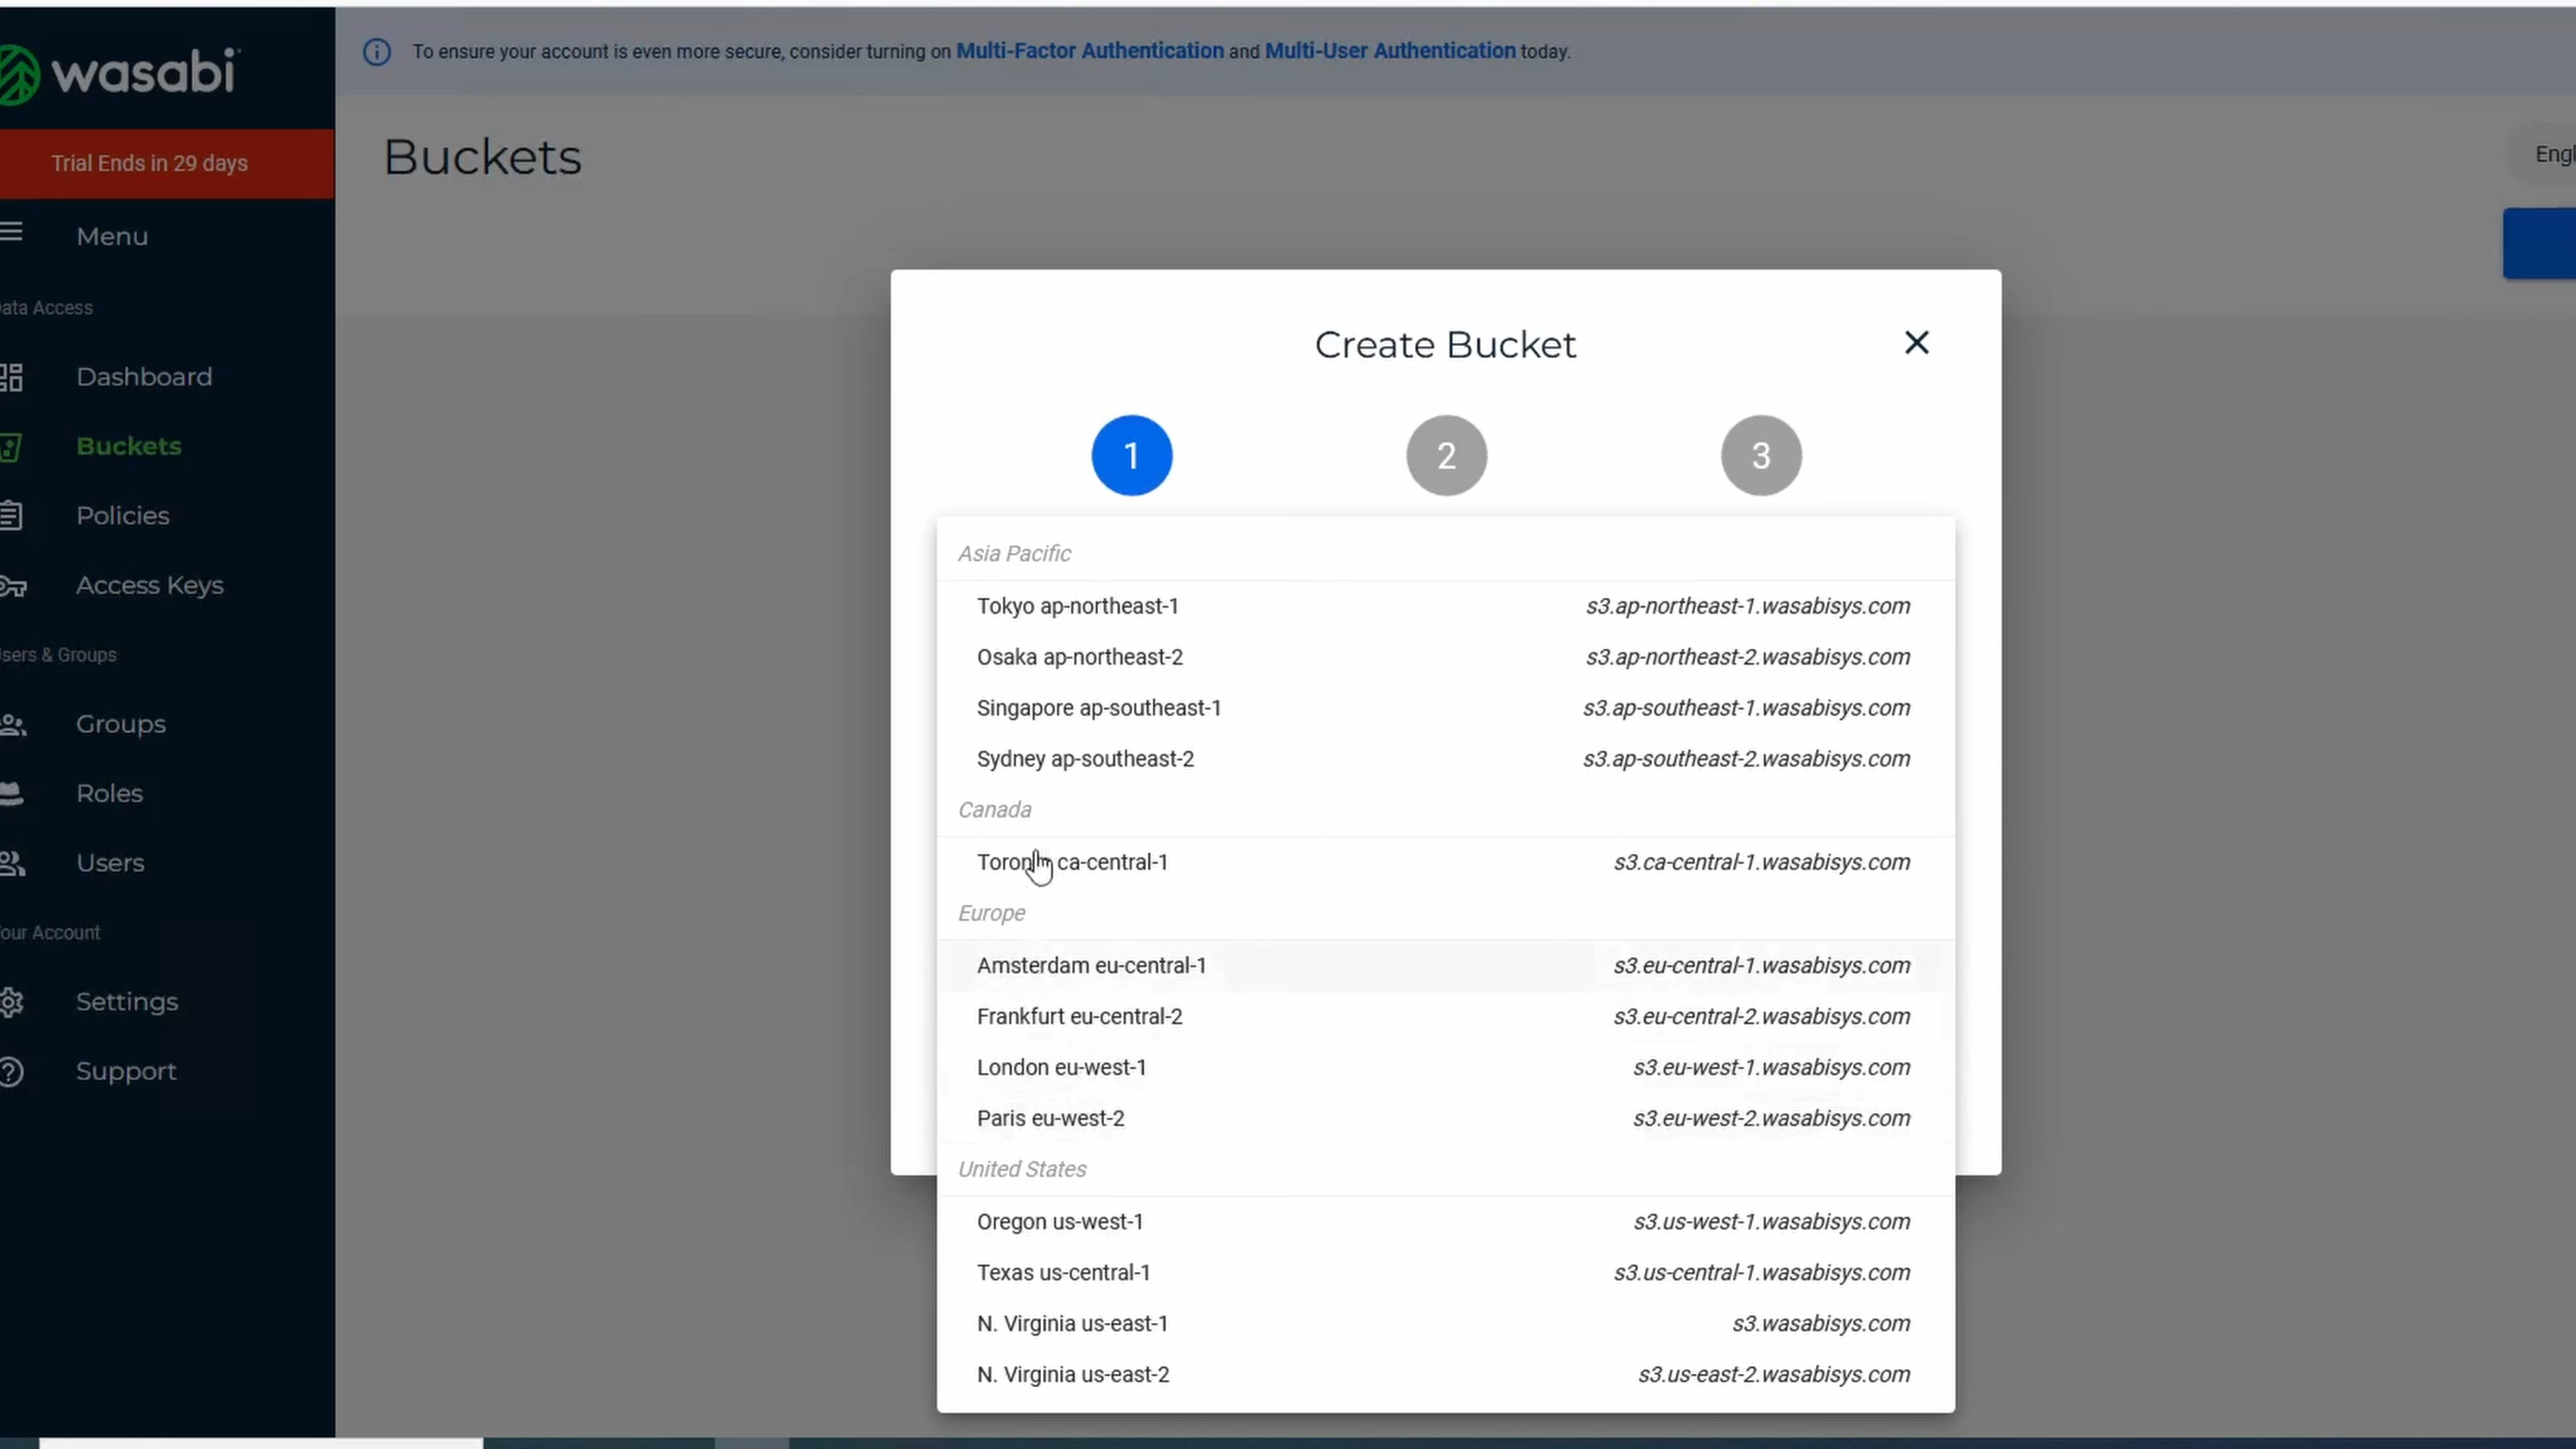 wasabi
Trial Ends in 29 days
Menu
ata Access
Dashboard
Buckets
Policies
Access Keys
sers & Groups
Groups
Roles
Users
our Account
Settings
Support
To ensure your account is even more secure, consider turning on Multi-Factor Authentication and Multi-User Authentication today.
Buckets
Engl
Create Bucket
1 2 3
Asia Pacific
Tokyo ap-northeast-1 s3.ap-northeast-1.wasabisys.com
Osaka ap-northeast-2 s3.ap-northeast-2.wasabisys.com
Singapore ap-southeast-1 s3.ap-southeast-1.wasabisys.com
Sydney ap-southeast-2 s3.ap-southeast-2.wasabisys.com
Canada
Toronto ca-central-1 s3.ca-central-1.wasabisys.com
Europe
Amsterdam eu-central-1 s3.eu-central-1.wasabisys.com
Frankfurt eu-central-2 s3.eu-central-2.wasabisys.com
London eu-west-1 s3.eu-west-1.wasabisys.com
Paris eu-west-2 s3.eu-west-2.wasabisys.com
United States
Oregon us-west-1 s3.us-west-1.wasabisys.com
Texas us-central-1 s3.us-central-1.wasabisys.com
N. Virginia us-east-1 s3.wasabisys.com
N. Virginia us-east-2 s3.us-east-2.wasabisys.com